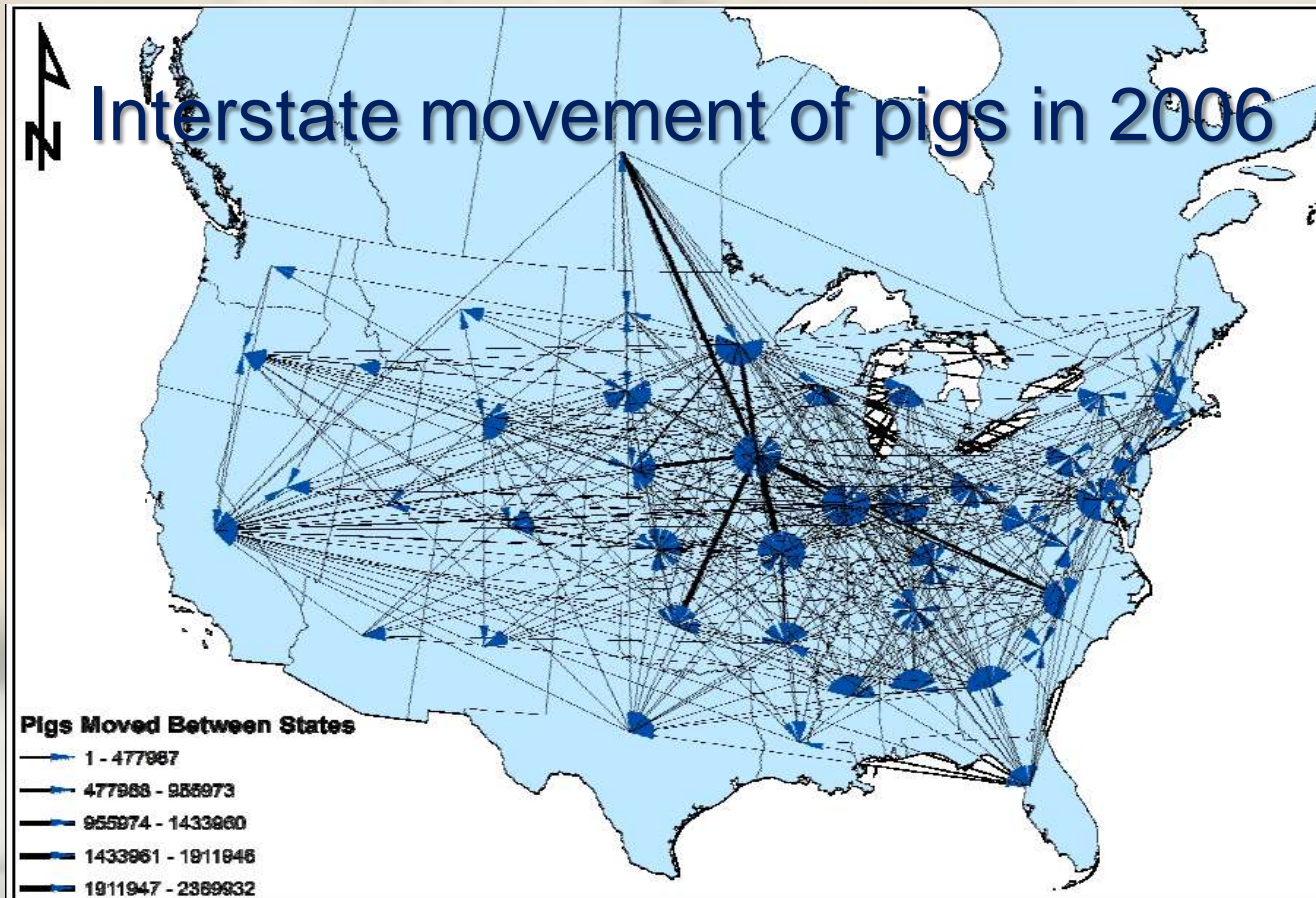 N
Interstate movement of pigs in 2006
Pigs Moved Between States
1 - 477987
477988 - 955973
955974 - 1433960
1433961 - 1911946
1911947 - 2389932